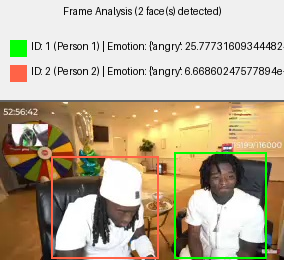 Frame Analysis (2 face(s) detected)
ID: 1 (Person 1) | Emotion: {'angry': 25.77731609344482
ID: 2 (Person 2) | Emotion: {'angry': 6.66860247577894e
52:56:42
/116000